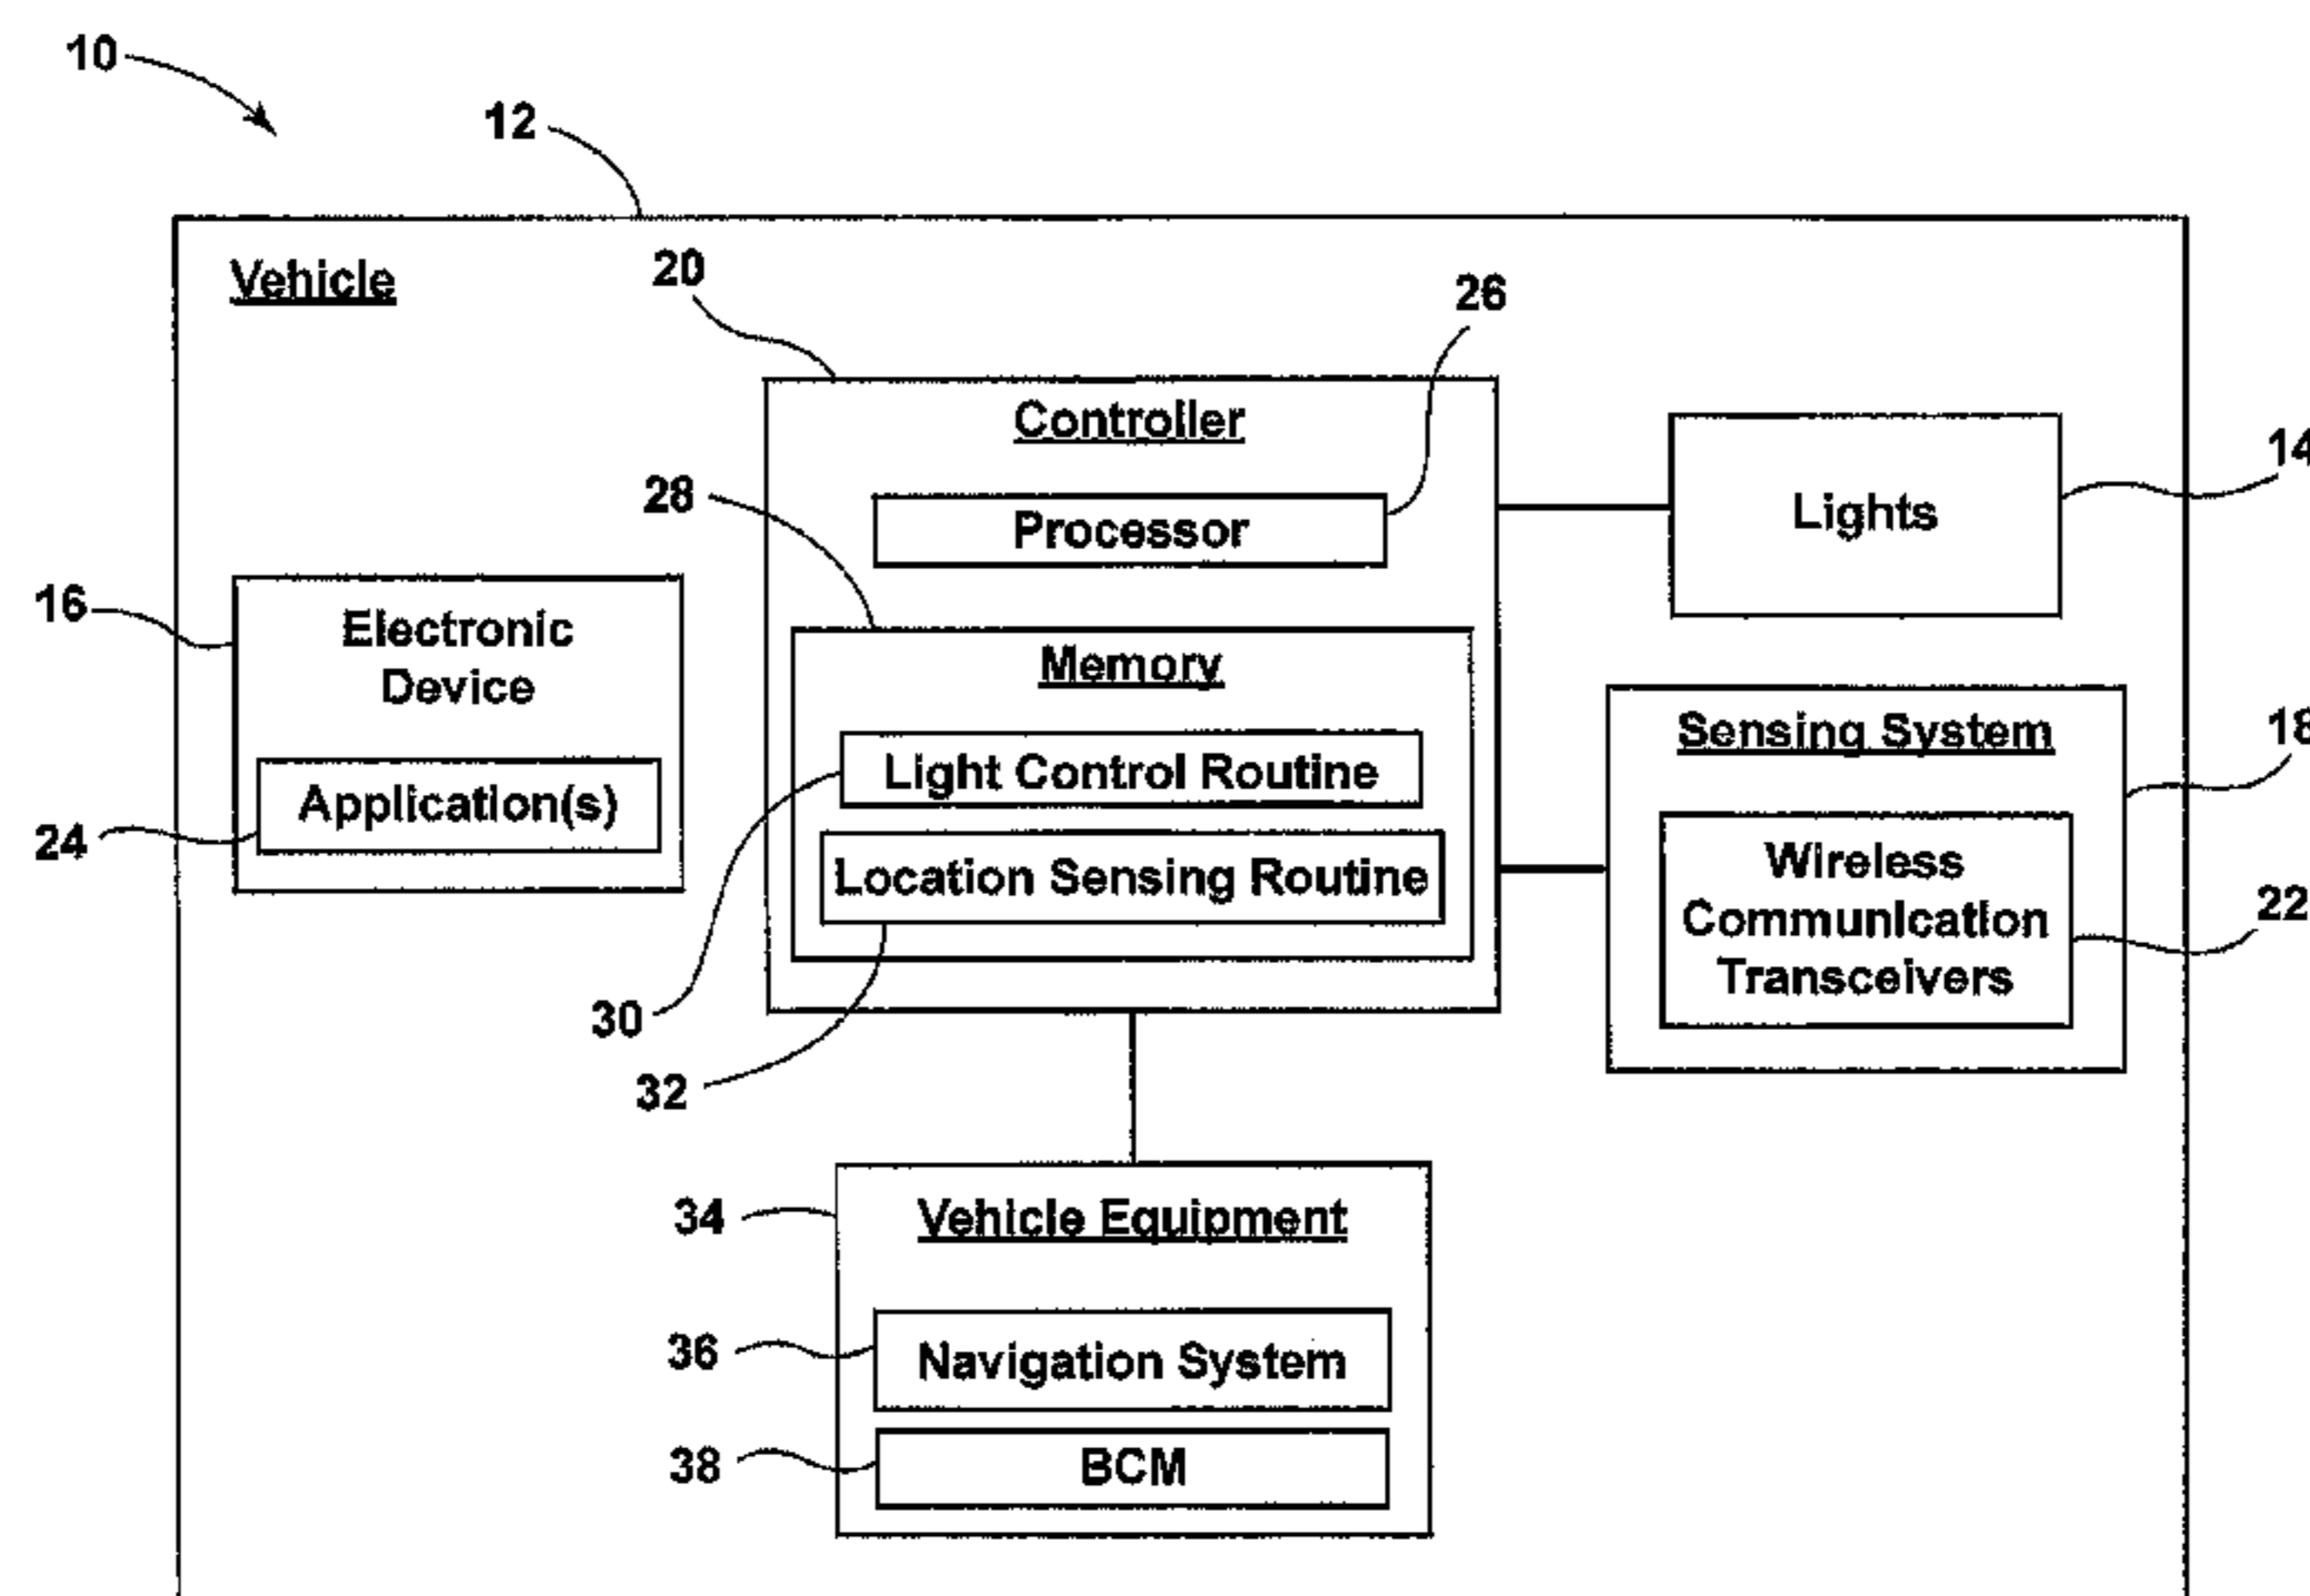 10
12
Vehicle
20
26
Controller
14
28
Processor
Lights
16
Electronic
Device
Memory
18
Sensing System
Light Control Routine
24
Application(s)
Location Sensing Routine
Wireless
Communication
Transceivers
22
30
32
34
Vehicle Equipment
36
Navigation System
38
BCM